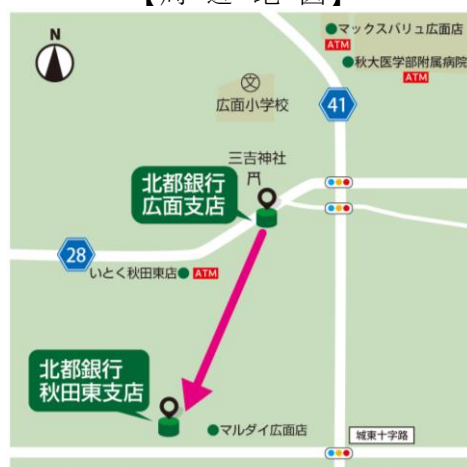 【周辺地図】
N
マックスバリュ広面店
ATM
秋大医学部附属病院
ATM
文
広面小学校
41
三吉神社
北都銀行
広面支店
28
いとく秋田東店
ATM
北都銀行
秋田東支店
マルダイ広面店
城東十字路